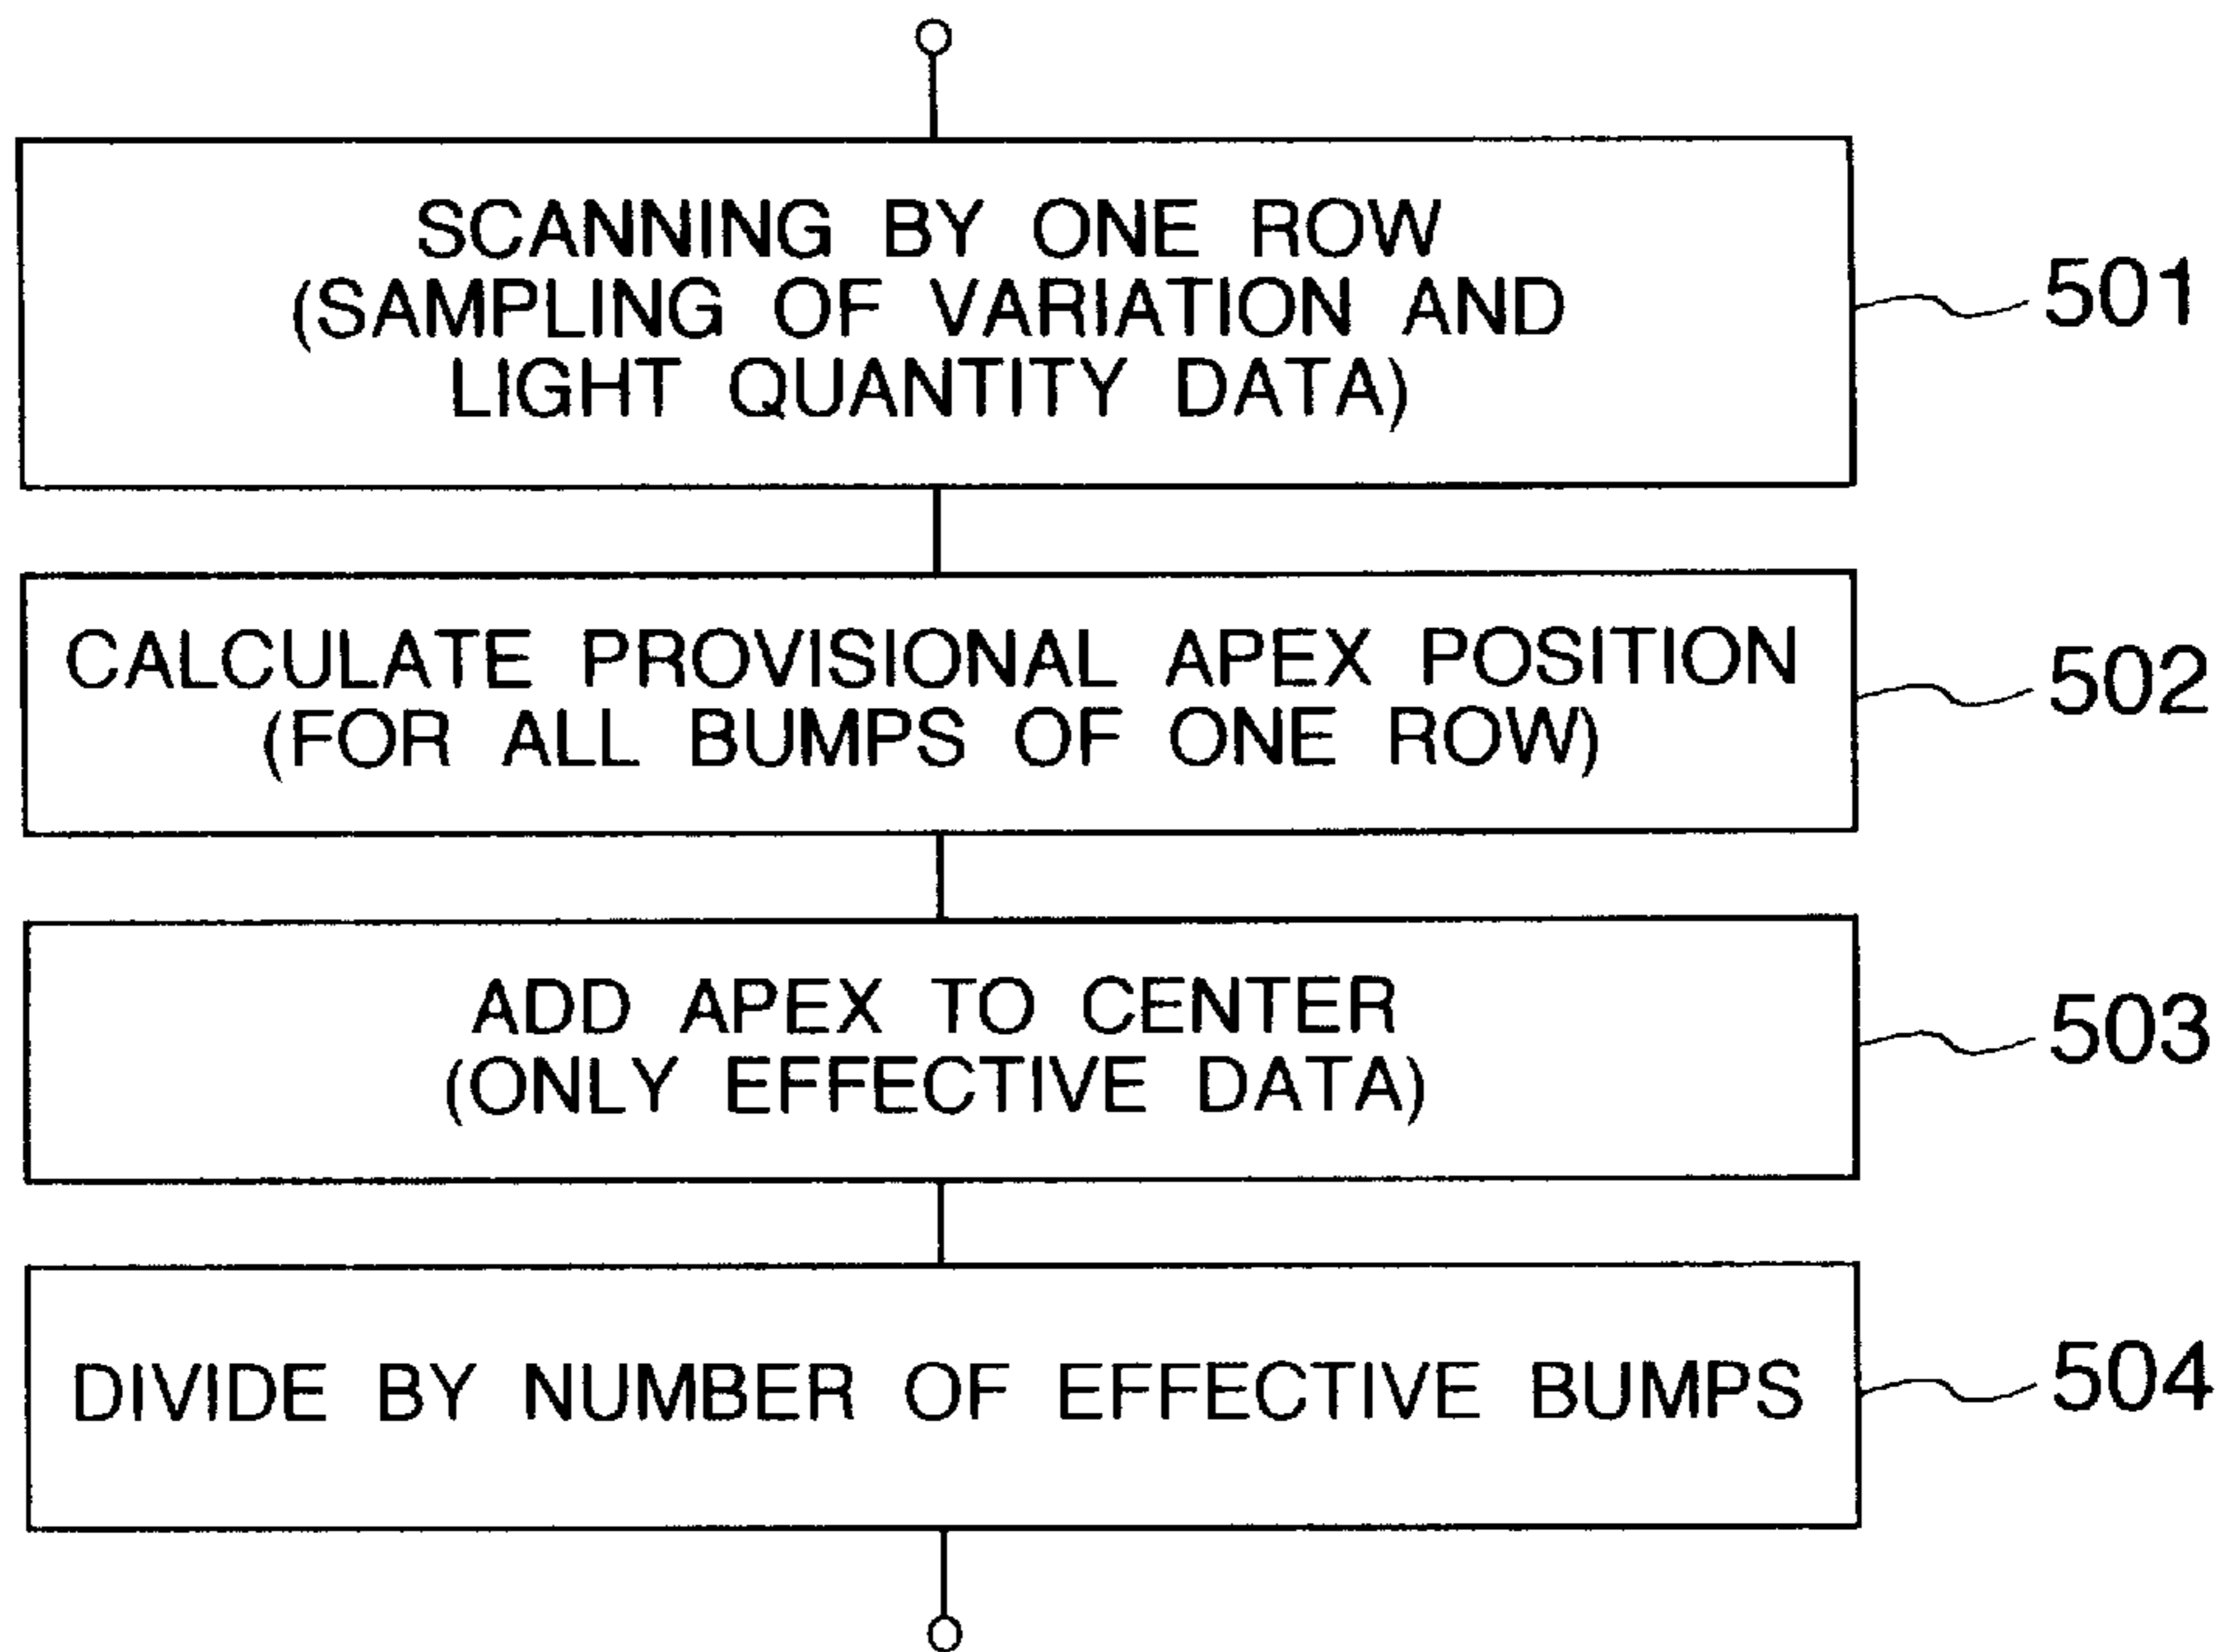 SCANNING BY ONE ROW
(SAMPLING OF VARIATION AND
LIGHT QUANTITY DATA)
501
CALCULATE PROVISIONAL APEX POSITION
(FOR ALL BUMPS OF ONE ROW)
502
ADD APEX TO CENTER
(ONLY EFFECTIVE DATA)
503
DIVIDE BY NUMBER OF EFFECTIVE BUMPS
504